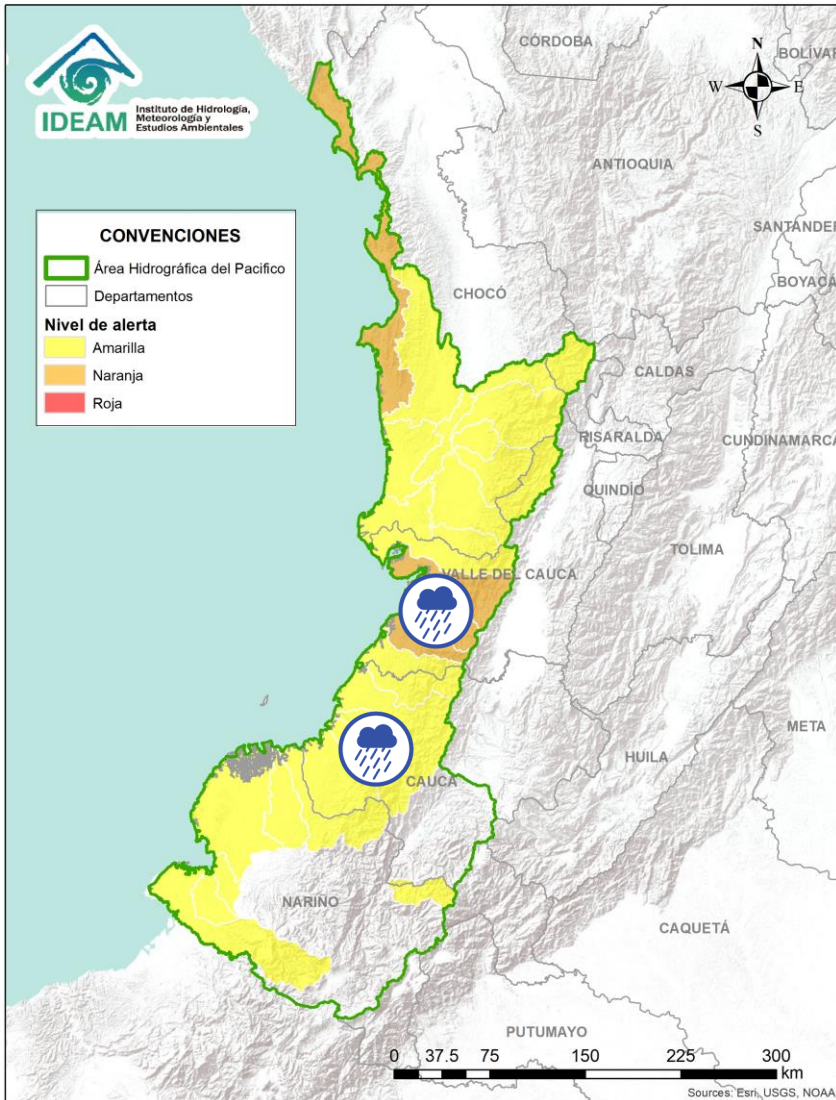 IDEAM
Instituto de Hidrología,
Meteorología y
Estudios Ambientales
CÓRDOBA
BOLÍVAR
N
W
E
S
ANTIOQUIA
SANTANDER
BOYACÁ
CONVENCIONES
Área Hidrográfica del Pacifico
Departamentos
Nivel de alerta
Amarilla
Naranja
Roja
CHOCÓ
CALDAS
RISARALDA
CUNDINAMARCA
QUINDÍO
TOLIMA
VALLE DEL CAUCA
META
HUILA
CAUCA
NARIÑO
CAQUETÁ
PUTUMAYO
0 37.5 75 150 225 300
km
Sources: Esri, USGS, NOAA